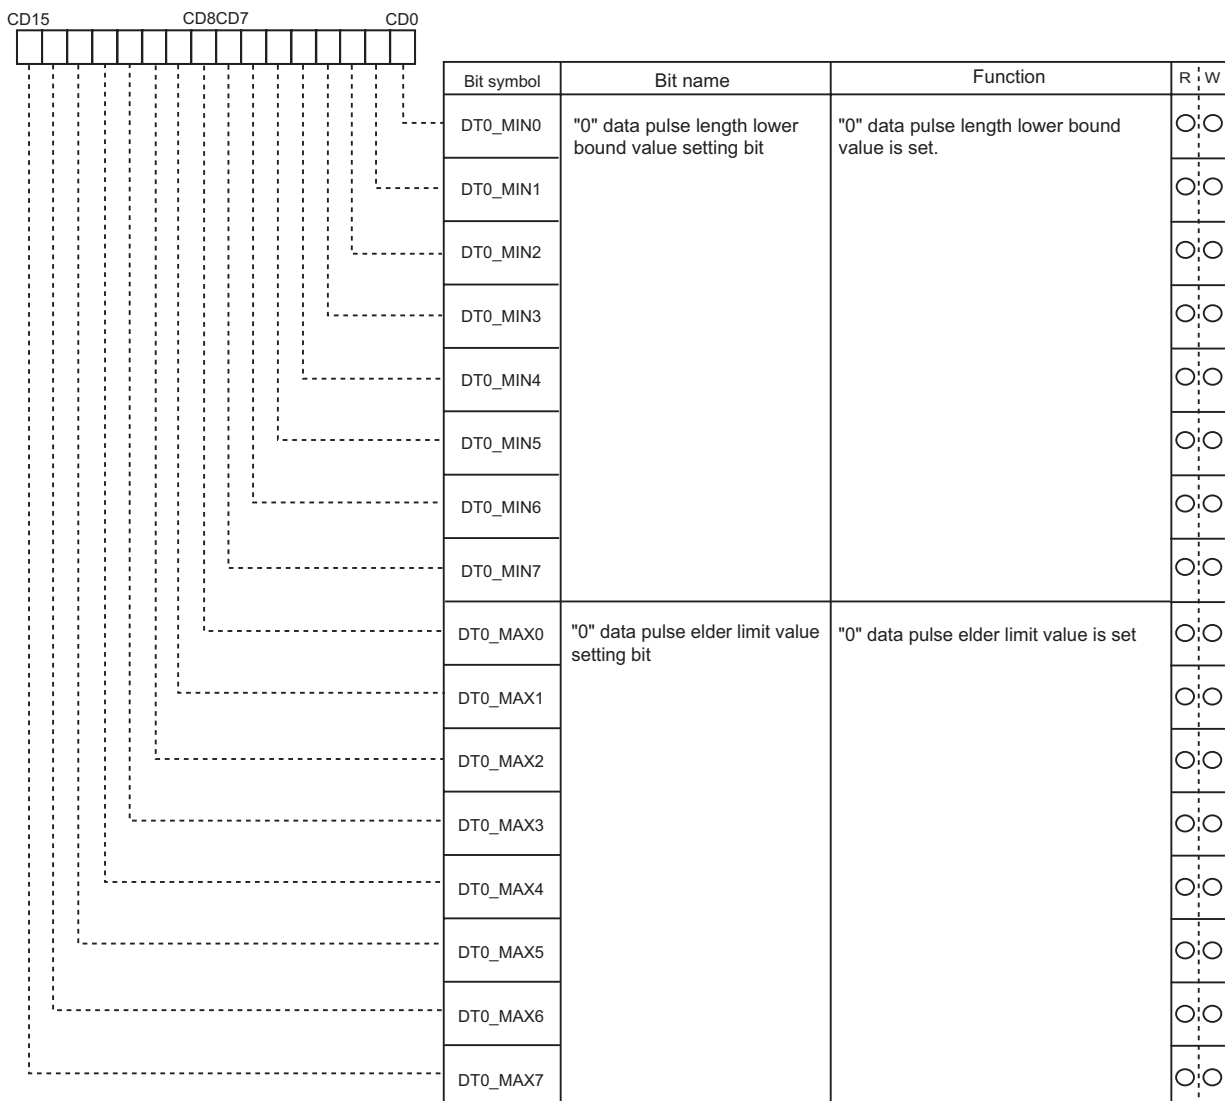 CD15 CD8CD7 CD0
Bit symbol Bit name Function R W
DT0_MIN0 "0" data pulse length lower "0" data pulse length lower bound
bound value setting bit value is set.
DT0_MIN1
DT0_MIN2
DT0_MIN3
DT0_MIN4
DT0_MIN5
DT0_MIN6
DT0_MIN7
DT0_MAX0 "0" data pulse elder limit value "0" data pulse elder limit value is set
setting bit
DT0_MAX1
DT0_MAX2
DT0_MAX3
DT0_MAX4
DT0_MAX5
DT0_MAX6
DT0_MAX7